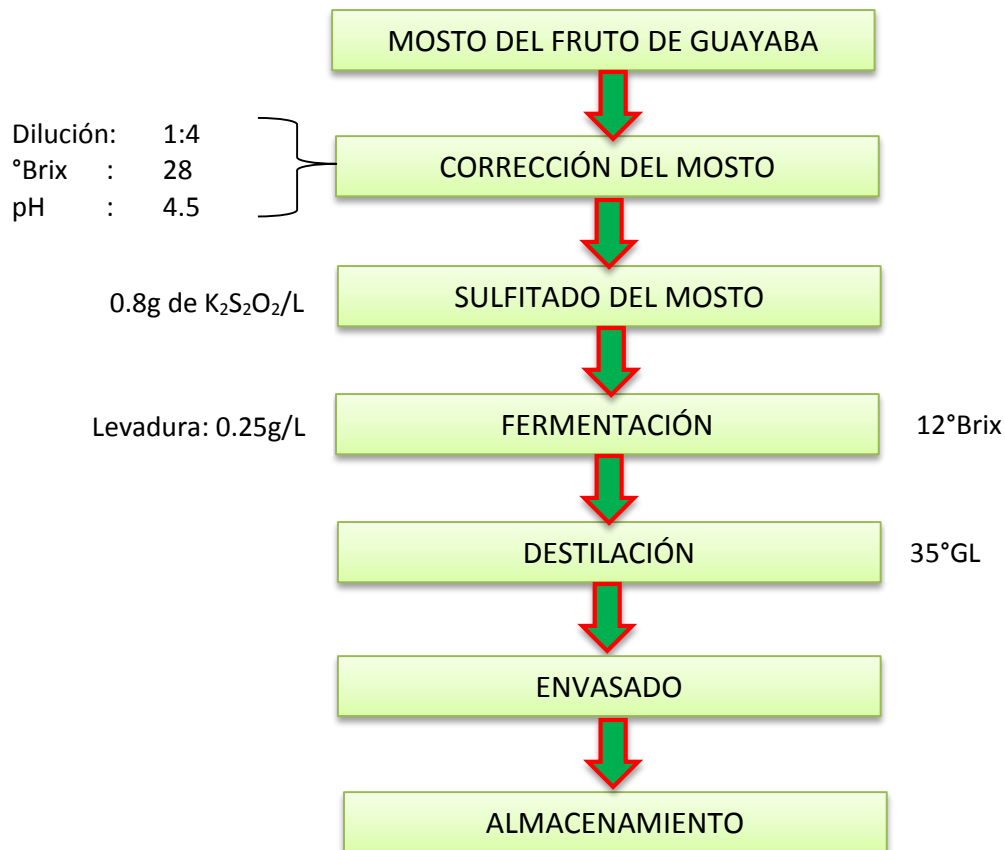 MOSTO DEL FRUTO DE GUAYABA
Dilución: 1:4
°Brix : 28
pH : 4.5
CORRECCIÓN DEL MOSTO
0.8g de K₂S₂O₂/L
SULFITADO DEL MOSTO
Levadura: 0.25g/L
FERMENTACIÓN
12°Brix
DESTILACIÓN
35°GL
ENVASADO
ALMACENAMIENTO